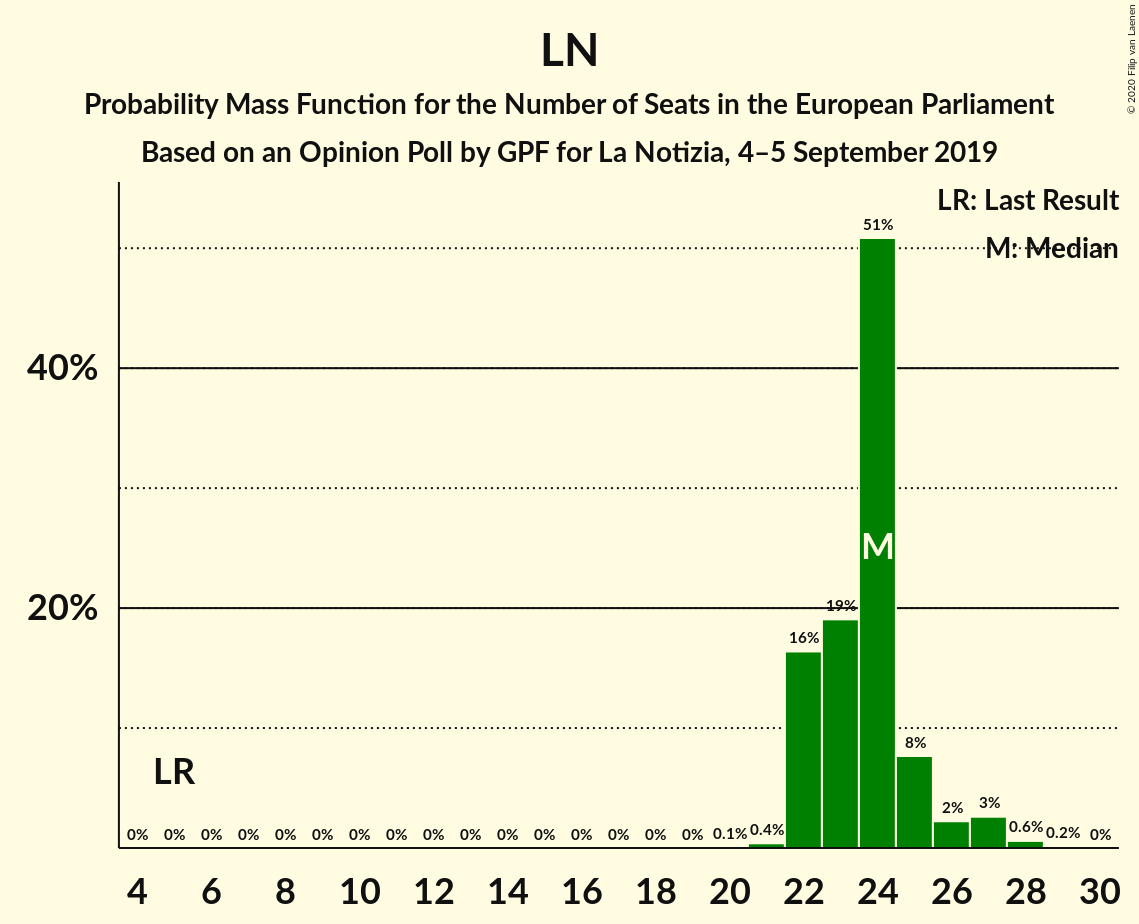 LN
Probability Mass Function for the Number of Seats in the European Parliament
Based on an Opinion Poll by GPF for La Notizia, 4–5 September 2019
© 2020 Filip van Laenen
LR: Last Result
M: Median
51%
40%
M
20%
19%
16%
8%
LR
2%
3%
0% 0% 0% 0% 0% 0% 0% 0% 0% 0% 0% 0% 0% 0% 0% 0% 0.1% 0.4% 0.6% 0.2% 0%
4 6 8 10 12 14 16 18 20 22 24 26 28 30